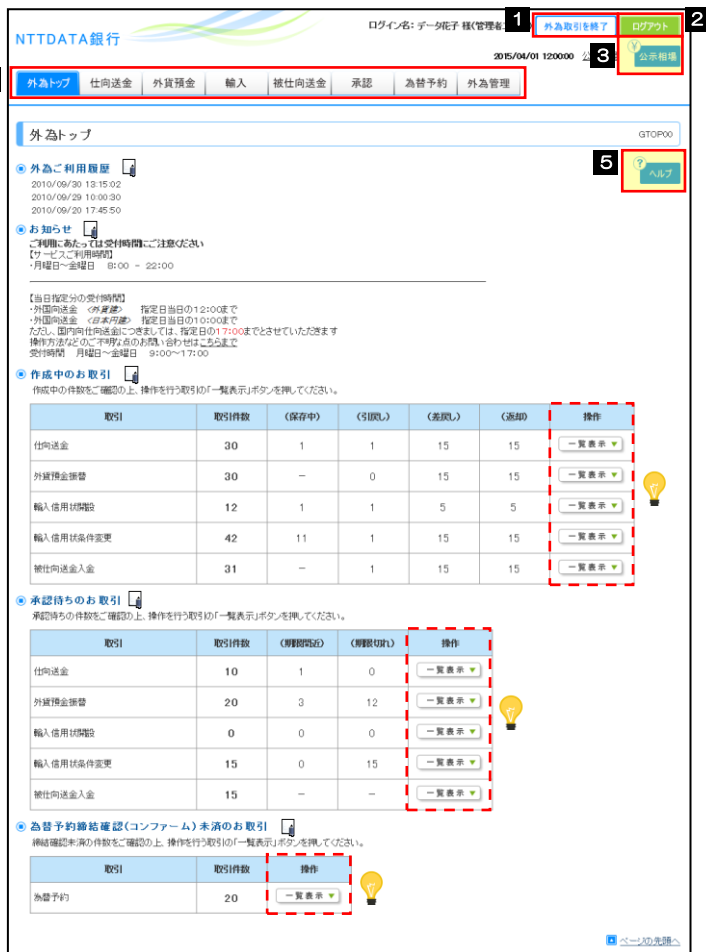 ログイン名: データ花子 様(管理者
1
外為取引を終了
ログアウト
2
NTTDATA銀行
2015/04/01 12:00:00
3
公示相場
外為トップ 仕向送金 外貨預金 輸入 被仕向送金 承認 為替予約 外為管理
外為トップ GTOP00
5
ヘルプ
外為ご利用履歴
2010/09/30 13:15:02
2010/09/29 10:00:30
2010/09/20 17:45:50
お知らせ
ご利用にあたっては受付時間にご注意ください
【サービスご利用時間】
・月曜日～金曜日 8:00 - 22:00
【当日指定分の受付時間】
・外国向送金 <外貨建> 指定日当日の12:00まで
・外国向送金 <日本円建> 指定日当日の10:00まで
ただし、国内向仕向送金につきましては、指定日の17:00までとさせていただきます
操作方法などのご不明な点のお問い合わせはこちらまで
受付時間 月曜日～金曜日 9:00～17:00
作成中のお取引
作成中の件数をご確認の上、操作を行う取引の「一覧表示」ボタンを押してください。
取引 取引件数 (保存中) (引戻し) (差戻し) (返却) 操作
仕向送金 30 1 1 15 15 一覧表示▼
外貨預金振替 30 － 0 15 15 一覧表示▼
輸入信用状開設 12 1 1 5 5 一覧表示▼
輸入信用状条件変更 42 11 1 15 15 一覧表示▼
被仕向送金入金 31 － 1 15 15 一覧表示▼
承認待ちのお取引
承認待ちの件数をご確認の上、操作を行う取引の「一覧表示」ボタンを押してください。
取引 取引件数 (期限間近) (期限切れ) 操作
仕向送金 10 1 0 一覧表示▼
外貨預金振替 20 3 12 一覧表示▼
輸入信用状開設 0 0 0 一覧表示▼
輸入信用状条件変更 15 0 15 一覧表示▼
被仕向送金入金 15 － － 一覧表示▼
為替予約締結確認(コンファーム)未済のお取引
締結確認未済の件数をご確認の上、操作を行う取引の「一覧表示」ボタンを押してください。
取引 取引件数 操作
為替予約 20 一覧表示▼
ページの先頭へ